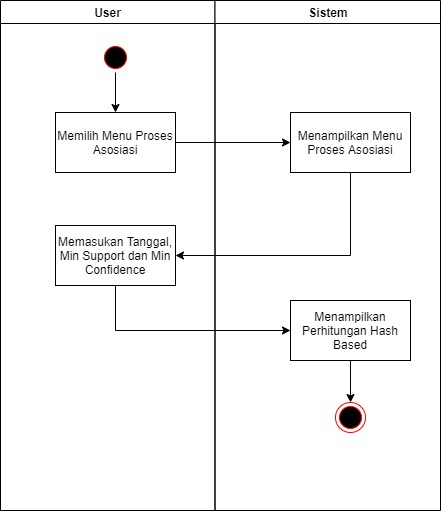 User
Sistem
Memilih Menu Proses
Asosiasi
Menampilkan Menu
Proses Asosiasi
Memasukan Tanggal,
Min Support dan Min
Confidence
Menampilkan
Perhitungan Hash
Based